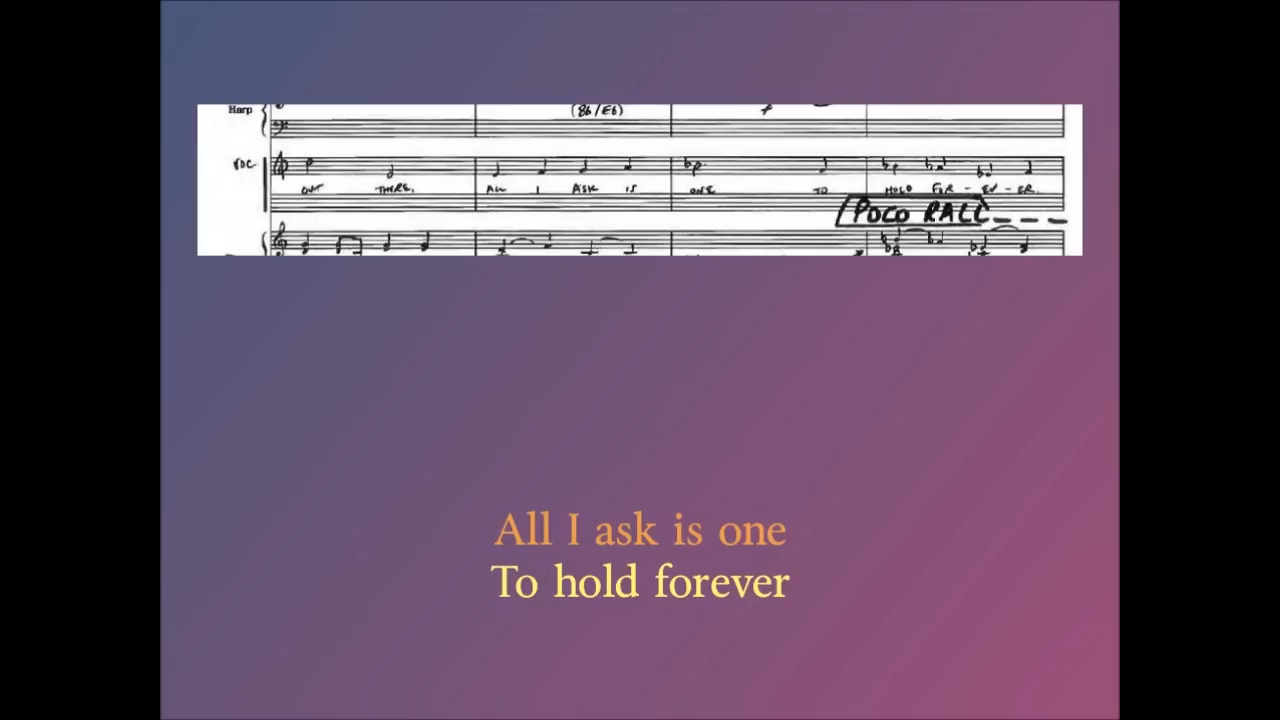 Harp
(Bb/Eb)
f
VOC
OUT THERE. ALL I ASK IS ONE TO HOLD FOR - EV - ER.
POCO RALL
All I ask is one
To hold forever